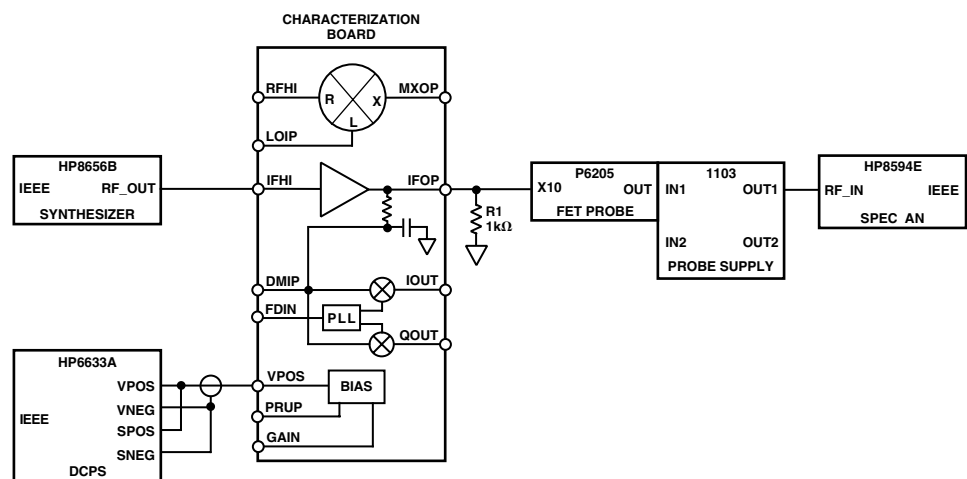 CHARACTERIZATION
BOARD
RFHI
R
X
L
MXOP
LOIP
HP8656B
IEEE RF_OUT
SYNTHESIZER
IFHI
IFOP
R1
1kΩ
P6205
X10 OUT
FET PROBE
1103
IN1 OUT1
IN2 OUT2
PROBE SUPPLY
HP8594E
RF_IN IEEE
SPEC AN
DMIP
IOUT
FDIN
PLL
QOUT
HP6633A
VPOS
VNEG
IEEE
SPOS
SNEG
DCPS
VPOS
BIAS
PRUP
GAIN